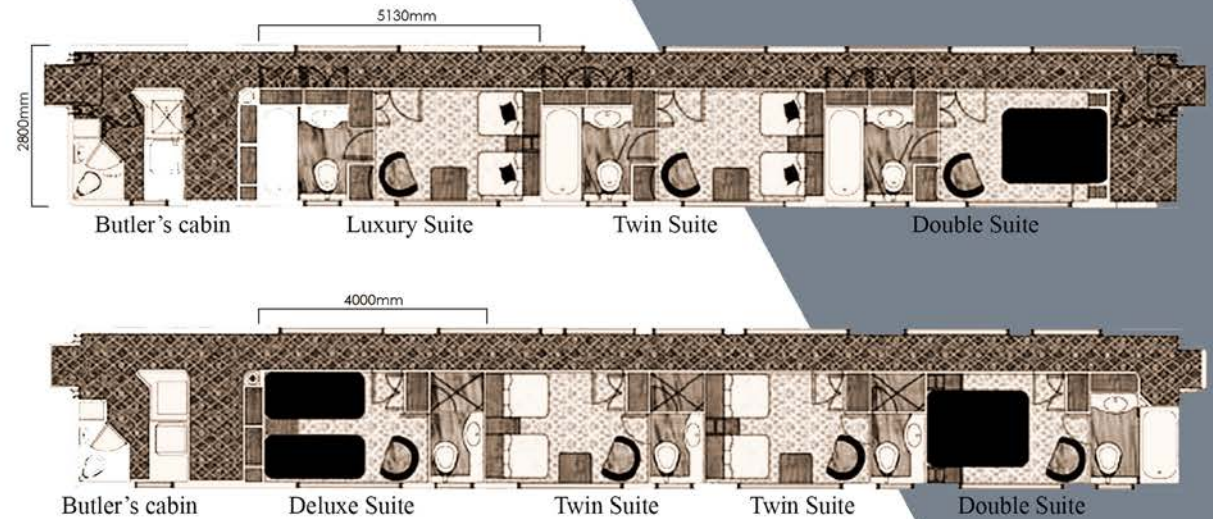 5130mm
2800mm
Butler's cabin
Luxury Suite
Twin Suite
Double Suite
4000mm
Butler's cabin
Deluxe Suite
Twin Suite
Twin Suite
Double Suite